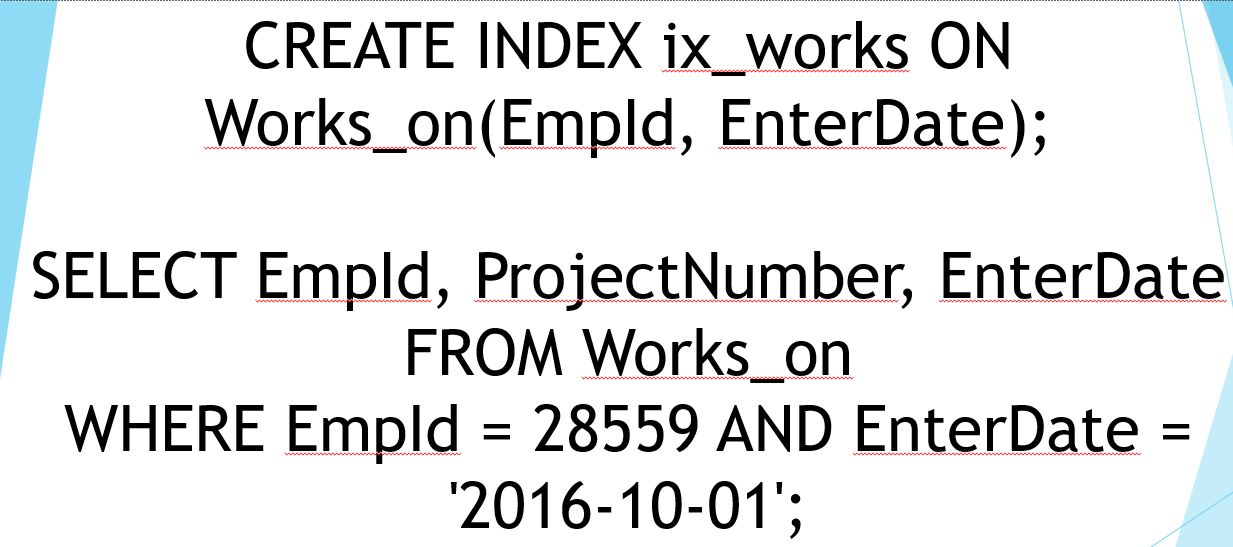 CREATE INDEX ix_works ON
Works_on(EmpId, EnterDate);
SELECT EmpId, ProjectNumber, EnterDate
FROM Works_on
WHERE EmpId = 28559 AND EnterDate =
'2016-10-01';